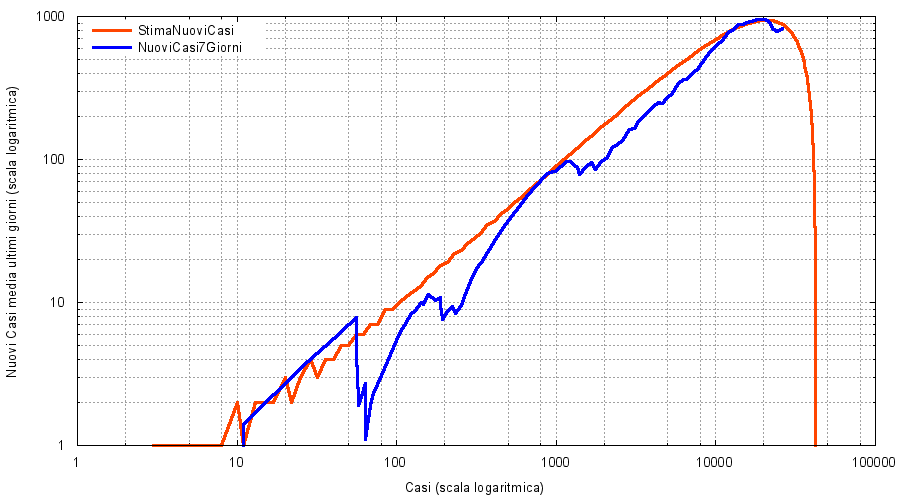 1000
StimaNuoviCasi
NuoviCasi7Giorni
100
10
1
Nuovi Casi media ultimi giorni (scala logaritmica)
1 10 100 1000 10000 100000
Casi (scala logaritmica)